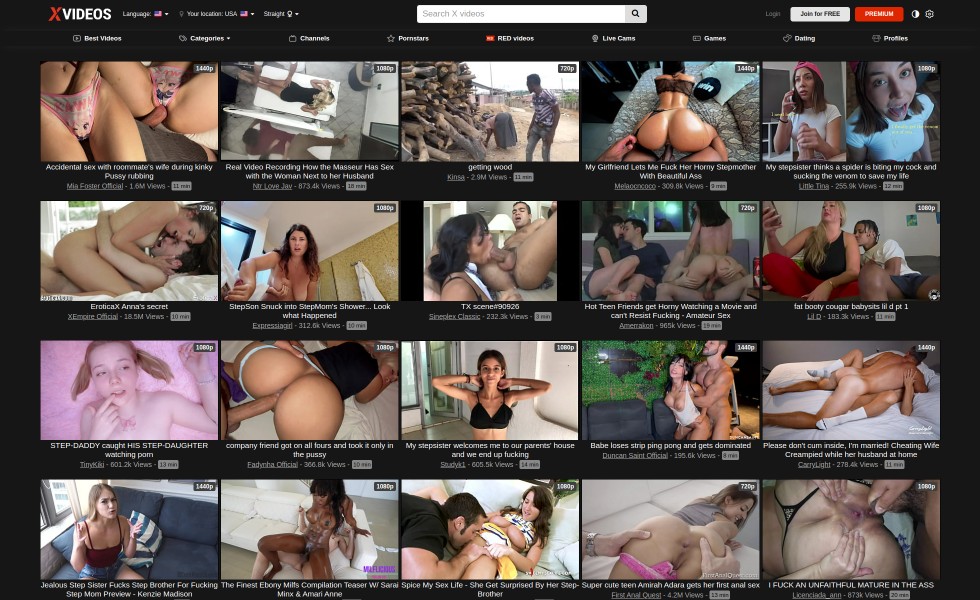 XVIDEOS
Language:
Your location: USA
Straight
Search X videos
Login
Join for FREE
PREMIUM
Best Videos
Categories
Channels
Pornstars
RED videos
Live Cams
Games
Dating
Profiles
1440p
1080p
720p
1440p
1080p
Accidental sex with roommate's wife during kinky
Pussy rubbing
Mia Foster Official - 1.6M Views - 11 min
Real Video Recording How the Masseur Has Sex
with the Woman Next to her Husband
Ntr Love Jav - 873.4k Views - 18 min
getting wood
Kinsa - 2.9M Views - 11 min
My Girlfriend Lets Me Fuck Her Horny Stepmother
With Beautiful Ass
Melaocncoco - 309.8k Views - 9 min
My stepsister thinks a spider is biting my cock and
sucking the venom to save my life
Little Tina - 255.9k Views - 12 min
720p
1080p
720p
1080p
EroticaX Anna's secret
XEmpire Official - 18.5M Views - 10 min
StepSon Snuck into StepMom's Shower... Look
what Happened
Expressiagirl - 312.6k Views - 10 min
TX scene#90926
Sineplex Classic - 232.3k Views - 3 min
Hot Teen Friends get Horny Watching a Movie and
can't Resist Fucking - Amateur Sex
Amerrakon - 965k Views - 19 min
fat booty cougar babysits lil d pt 1
Lil D - 183.3k Views - 11 min
1080p
1080p
1080p
1440p
1440p
STEP-DADDY caught HIS STEP-DAUGHTER
watching porn
TinyKiki - 601.2k Views - 13 min
company friend got on all fours and took it only in
the pussy
Fadynha Official - 366.8k Views - 10 min
My stepsister welcomes me to our parents' house
and we end up fucking
Studyk1 - 605.5k Views - 14 min
Babe loses strip ping pong and gets dominated
Duncan Saint Official - 195.6k Views - 8 min
Please don't cum inside, I'm married! Cheating Wife
Creampied while her husband at home
CarryLight - 278.4k Views - 11 min
1440p
1080p
1080p
720p
1080p
MILFLICIOUS
FirstAnalQuest.com
Jealous Step Sister Fucks Step Brother For Fucking
Step Mom Preview - Kenzie Madison
The Finest Ebony Milfs Compilation Teaser W/ Sarai
Minx & Amari Anne
Spice My Sex Life - She Get Surprised By Her Step-
Brother
Super cute teen Amirah Adara gets her first anal sex
First Anal Quest - 4.2M Views - 13 min
I FUCK AN UNFAITHFUL MATURE IN THE ASS
Licenciada_ann - 873k Views - 20 min